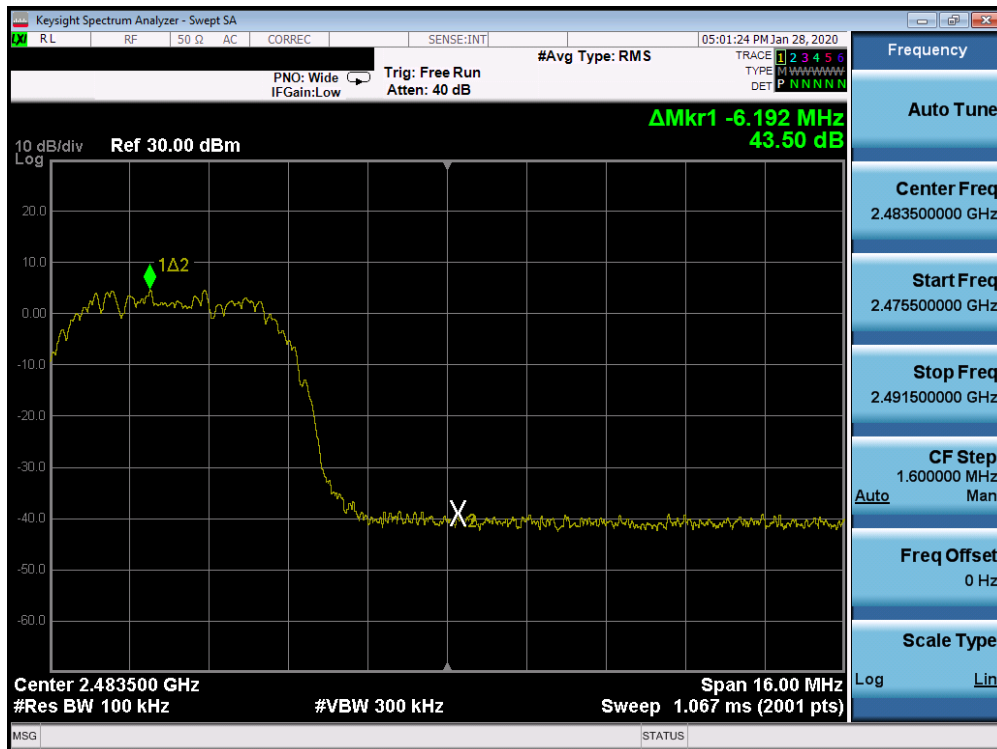 Keysight Spectrum Analyzer - Swept SA
LXI RL RF 50 Ω AC CORREC SENSE:INT 05:01:24 PM Jan 28, 2020
PNO: Wide
IFGain:Low
Trig: Free Run
Atten: 40 dB
#Avg Type: RMS
TRACE 1 2 3 4 5 6
TYPE M WWWWW
DET P N N N N N
ΔMkr1 -6.192 MHz
43.50 dB
10 dB/div
Log
Ref 30.00 dBm
20.0
10.0
0.00
-10.0
-20.0
-30.0
-40.0
-50.0
-60.0
1Δ2
X2
Center 2.483500 GHz
Span 16.00 MHz
#Res BW 100 kHz
#VBW 300 kHz
Sweep 1.067 ms (2001 pts)
MSG
STATUS
Frequency
Auto Tune
Center Freq
2.483500000 GHz
Start Freq
2.475500000 GHz
Stop Freq
2.491500000 GHz
CF Step
1.600000 MHz
Auto Man
Freq Offset
0 Hz
Scale Type
Log Lin